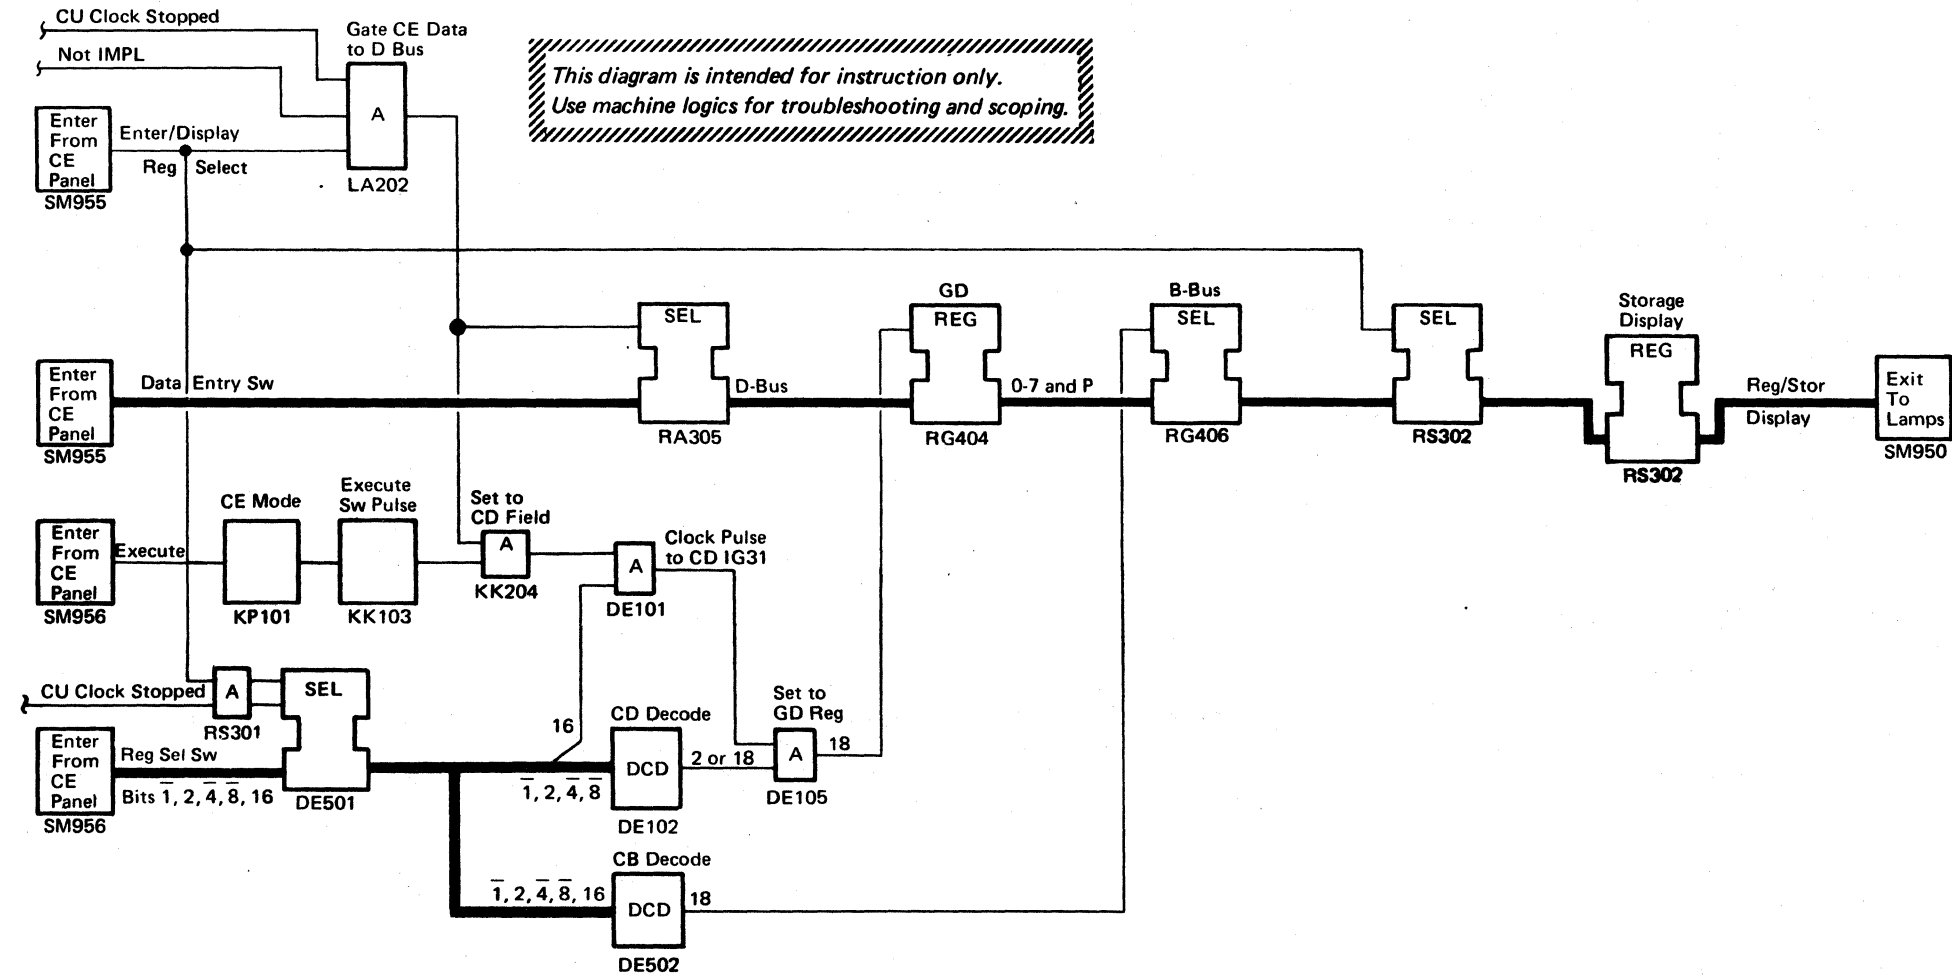 CU Clock Stopped
Not IMPL
Gate CE Data
to D Bus
A
LA202
This diagram is intended for instruction only.
Use machine logics for troubleshooting and scoping.
Enter
From
CE
Panel
SM955
Enter/Display
Reg Select
Enter
From
CE
Panel
SM955
Data Entry Sw
SEL
RA305
D-Bus
GD
REG
RG404
0-7 and P
B-Bus
SEL
RG406
SEL
RS302
Storage
Display
REG
RS302
Reg/Stor
Display
Exit
To
Lamps
SM950
Enter
From
CE
Panel
SM956
Execute
CE Mode
KP101
Execute
Sw Pulse
KK103
Set to
CD Field
A
KK204
A
DE101
Clock Pulse
to CD IG31
CU Clock Stopped
A
RS301
SEL
DE501
Enter
From
CE
Panel
SM956
Reg Sel Sw
Bits 1̅, 2, 4̅, 8̅, 16
16
1̅, 2, 4̅, 8̅
CD Decode
DCD
DE102
2 or 18
Set to
GD Reg
A
DE105
18
1̅, 2, 4̅, 8̅, 16
CB Decode
DCD
DE502
18